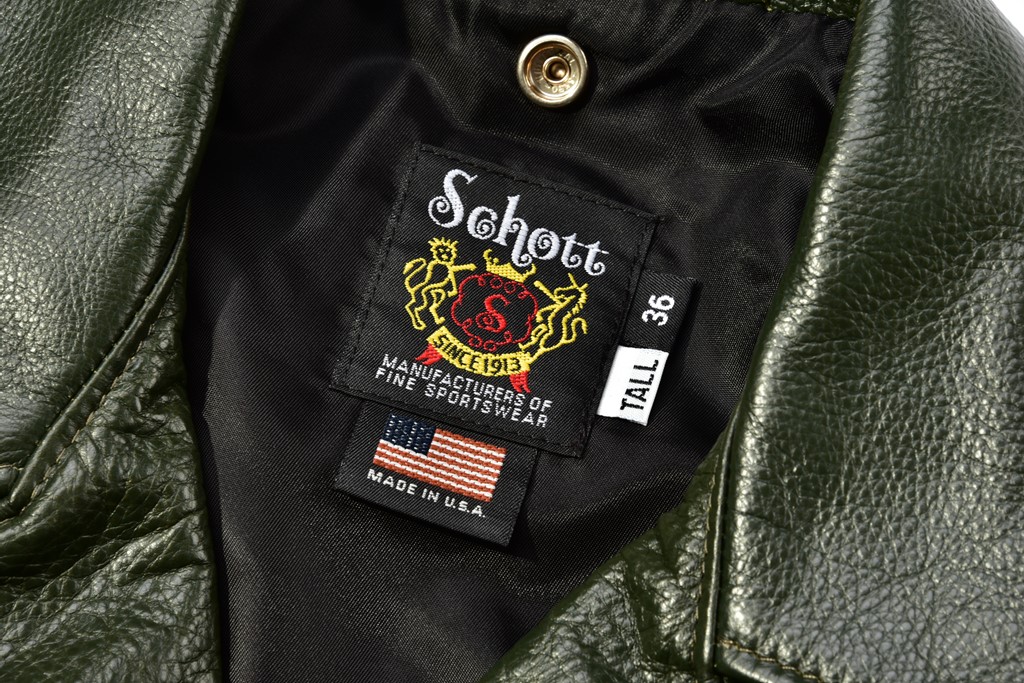 Schott
S
SINCE 1913
MANUFACTURERS OF
FINE SPORTSWEAR
36
TALL
MADE IN U.S.A.